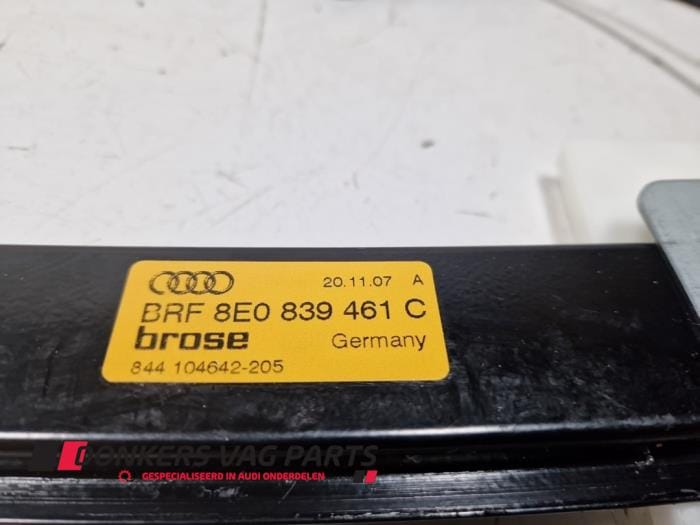 20.11.07 A
BRF 8E0 839 461 C
brose Germany
844 104642-205
DONKERS VAG PARTS
GESPECIALISEERD IN AUDI ONDERDELEN